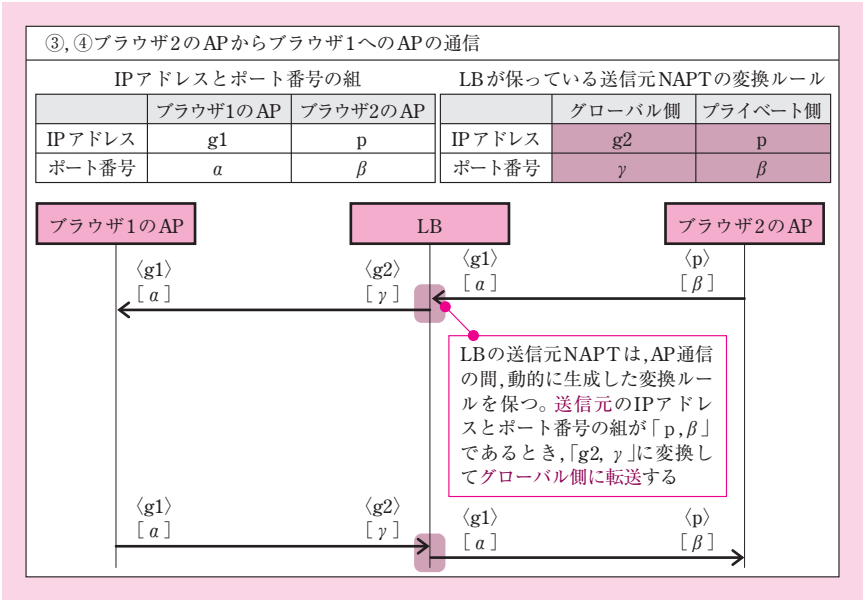 ③,④ブラウザ2のAPからブラウザ1へのAPの通信
IPアドレスとポート番号の組
ブラウザ1のAP ブラウザ2のAP
IPアドレス g1 p
ポート番号 α β
LBが保っている送信元NAPTの変換ルール
グローバル側 プライベート側
IPアドレス g2 p
ポート番号 γ β
ブラウザ1のAP LB ブラウザ2のAP
〈g1〉 〈g2〉 〈g1〉 〈p〉
[α] [γ] [α] [β]
LBの送信元NAPTは,AP通信
の間,動的に生成した変換ルー
ルを保つ。送信元のIPアドレ
スとポート番号の組が「p,β」
であるとき,「g2, γ」に変換し
てグローバル側に転送する
〈g1〉 〈g2〉 〈g1〉 〈p〉
[α] [γ] [α] [β]